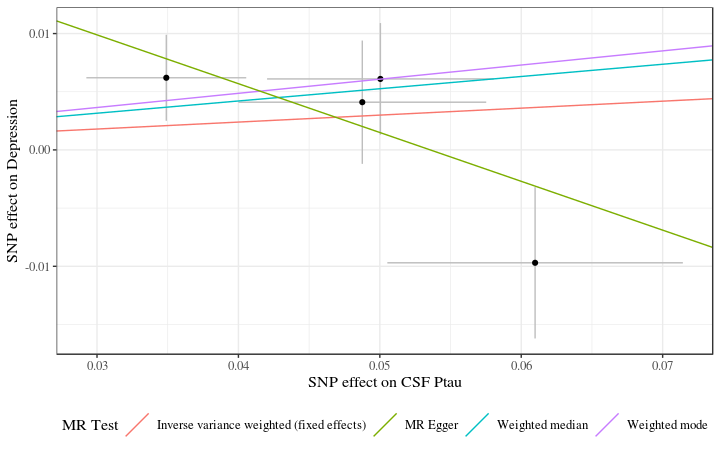 0.01
0.00
-0.01
SNP effect on Depression
0.03 0.04 0.05 0.06 0.07
SNP effect on CSF Ptau
MR Test Inverse variance weighted (fixed effects) MR Egger Weighted median Weighted mode